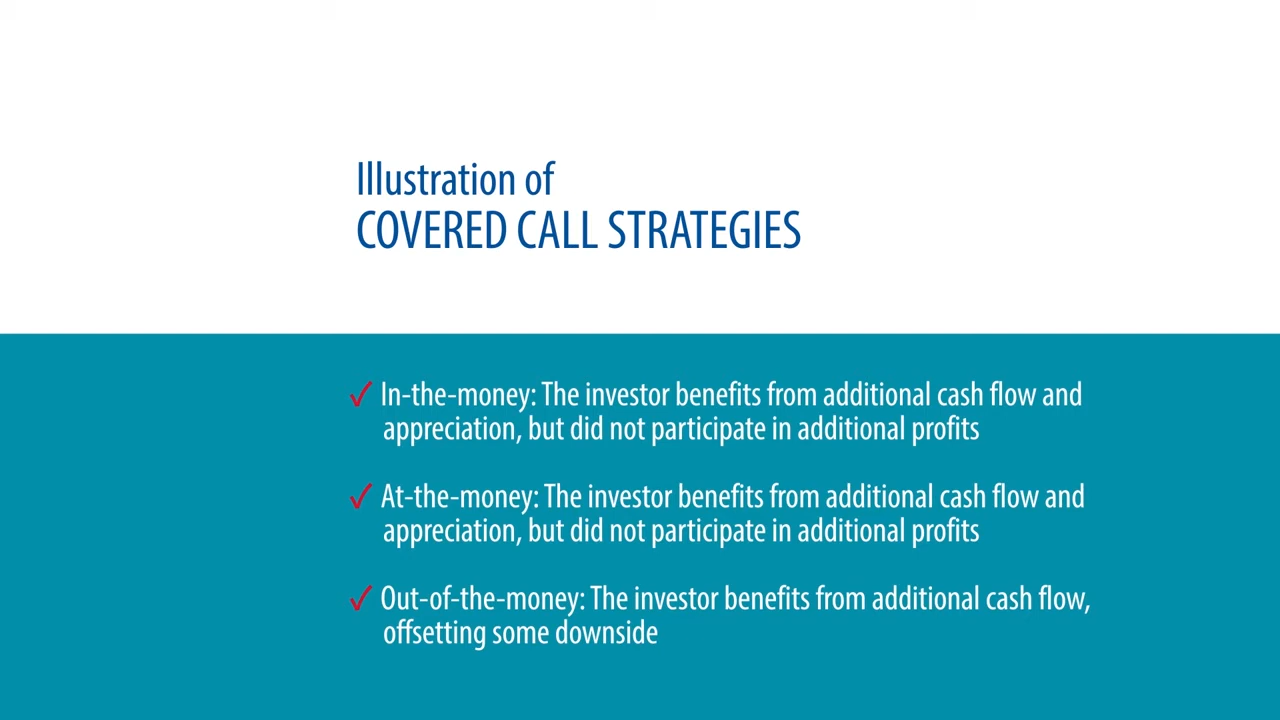 Illustration of
COVERED CALL STRATEGIES
✓ In-the-money: The investor benefits from additional cash flow and
appreciation, but did not participate in additional profits
✓ At-the-money: The investor benefits from additional cash flow and
appreciation, but did not participate in additional profits
✓ Out-of-the-money: The investor benefits from additional cash flow,
offsetting some downside